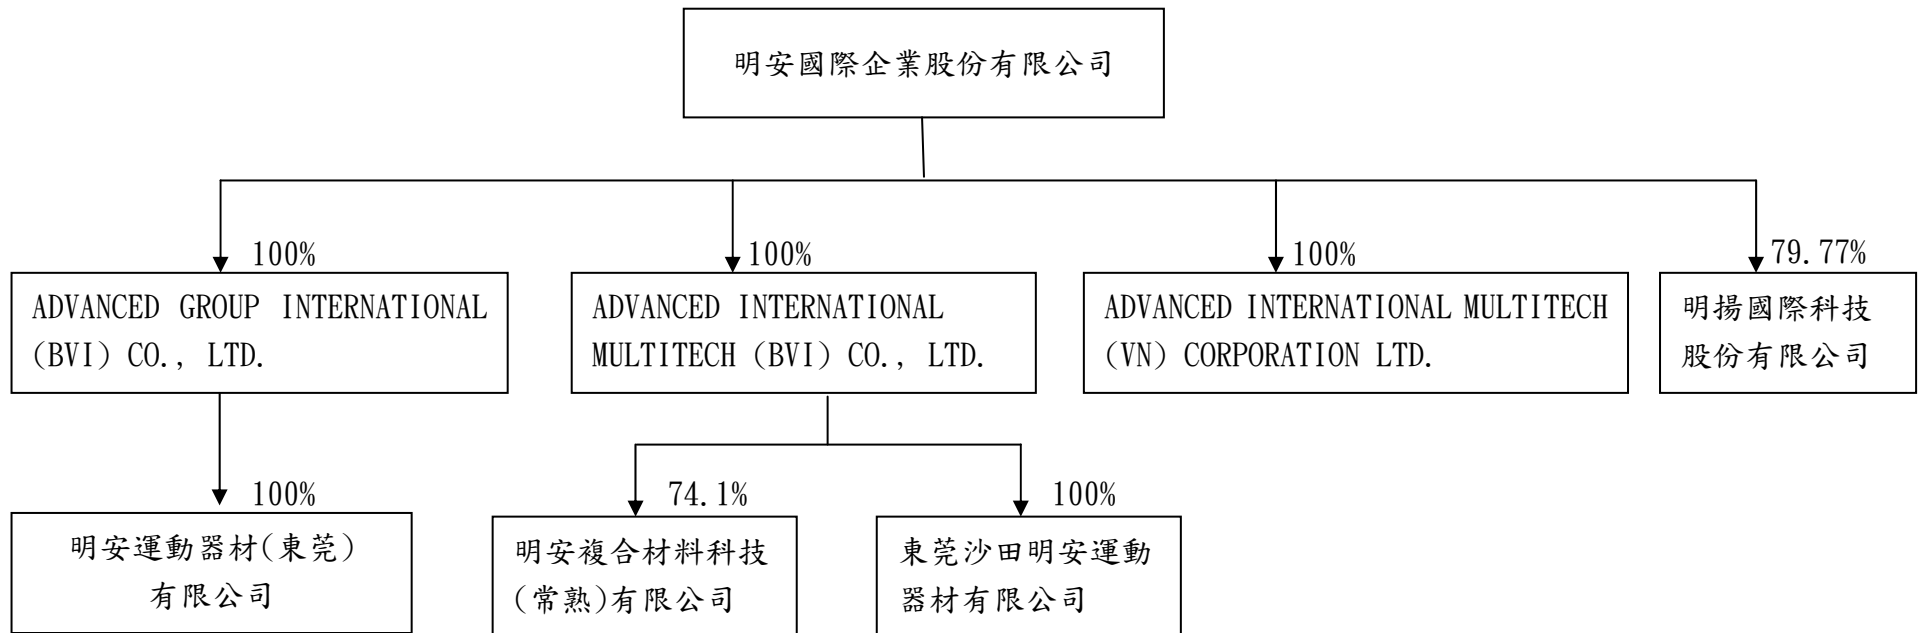 明安國際企業股份有限公司
100%
100%
100%
79.77%
ADVANCED GROUP INTERNATIONAL
(BVI) CO., LTD.
ADVANCED INTERNATIONAL
MULTITECH (BVI) CO., LTD.
ADVANCED INTERNATIONAL MULTITECH
(VN) CORPORATION LTD.
明揚國際科技
股份有限公司
100%
74.1%
100%
明安運動器材(東莞)
有限公司
明安複合材料科技
(常熟)有限公司
東莞沙田明安運動
器材有限公司